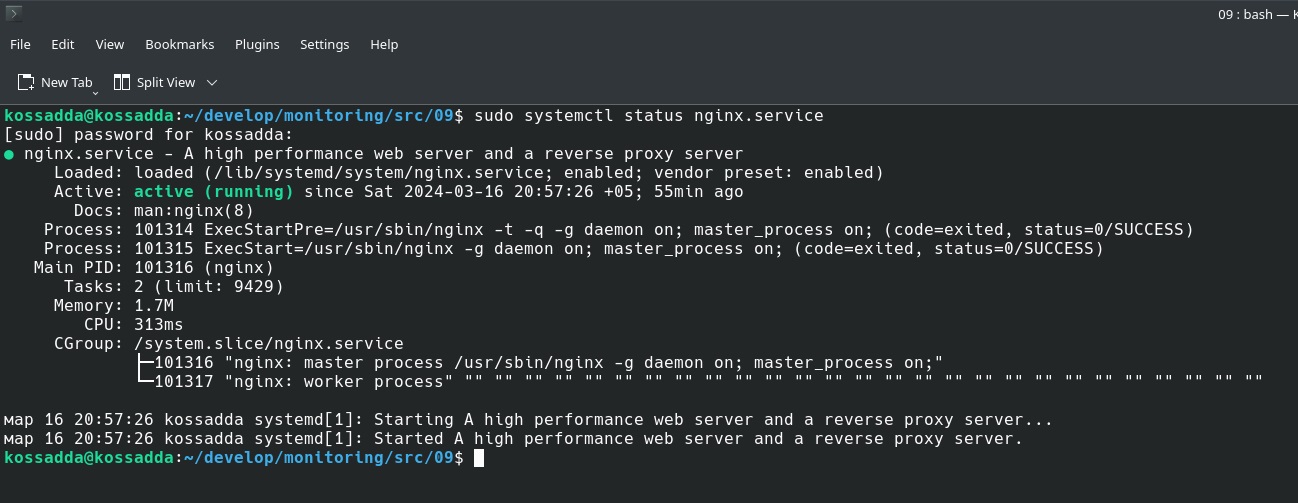 09 : bash — K
File Edit View Bookmarks Plugins Settings Help
New Tab Split View
kossadda@kossadda:~/develop/monitoring/src/09$ sudo systemctl status nginx.service
[sudo] password for kossadda:
● nginx.service - A high performance web server and a reverse proxy server
Loaded: loaded (/lib/systemd/system/nginx.service; enabled; vendor preset: enabled)
Active: active (running) since Sat 2024-03-16 20:57:26 +05; 55min ago
Docs: man:nginx(8)
Process: 101314 ExecStartPre=/usr/sbin/nginx -t -q -g daemon on; master_process on; (code=exited, status=0/SUCCESS)
Process: 101315 ExecStart=/usr/sbin/nginx -g daemon on; master_process on; (code=exited, status=0/SUCCESS)
Main PID: 101316 (nginx)
Tasks: 2 (limit: 9429)
Memory: 1.7M
CPU: 313ms
CGroup: /system.slice/nginx.service
├─101316 "nginx: master process /usr/sbin/nginx -g daemon on; master_process on;"
└─101317 "nginx: worker process" "" "" "" "" "" "" "" "" "" "" "" "" "" "" "" "" "" "" "" "" "" "" "" "" "" "" ""
мар 16 20:57:26 kossadda systemd[1]: Starting A high performance web server and a reverse proxy server...
мар 16 20:57:26 kossadda systemd[1]: Started A high performance web server and a reverse proxy server.
kossadda@kossadda:~/develop/monitoring/src/09$